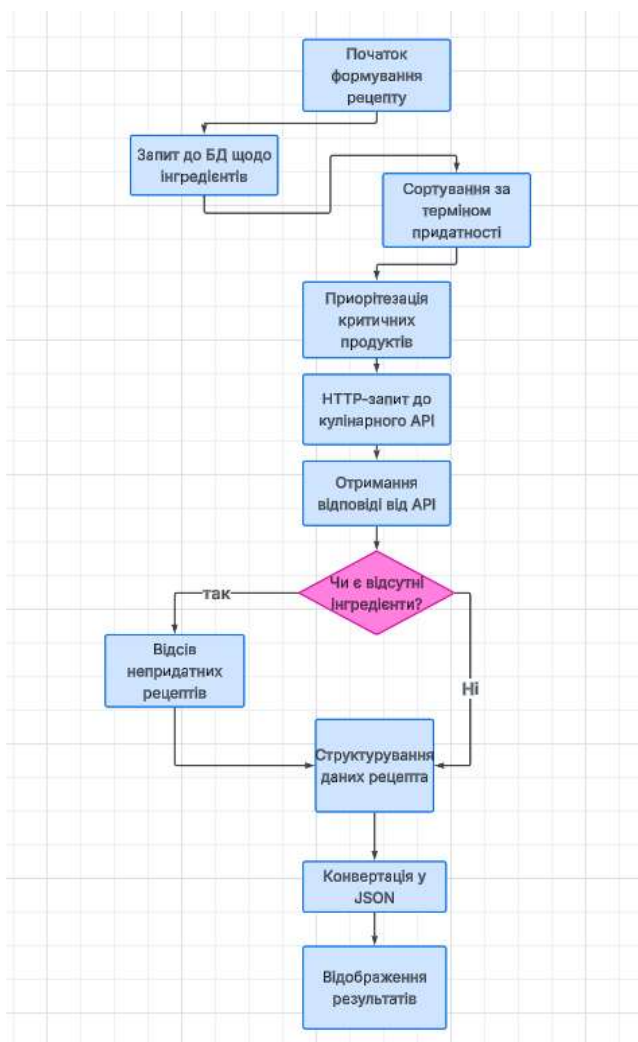 Початок
формування
рецепту
Запит до БД щодо
інгредієнтів
Сортування за
терміном
придатності
Приорітезація
критичних
продуктів
HTTP-запит до
кулінарного API
Отримання
відповіді від API
Чи є відсутні
інгредієнти?
так
Відсів
непридатних
рецептів
Ні
Структурування
даних рецепта
Конвертація у
JSON
Відображення
результатів